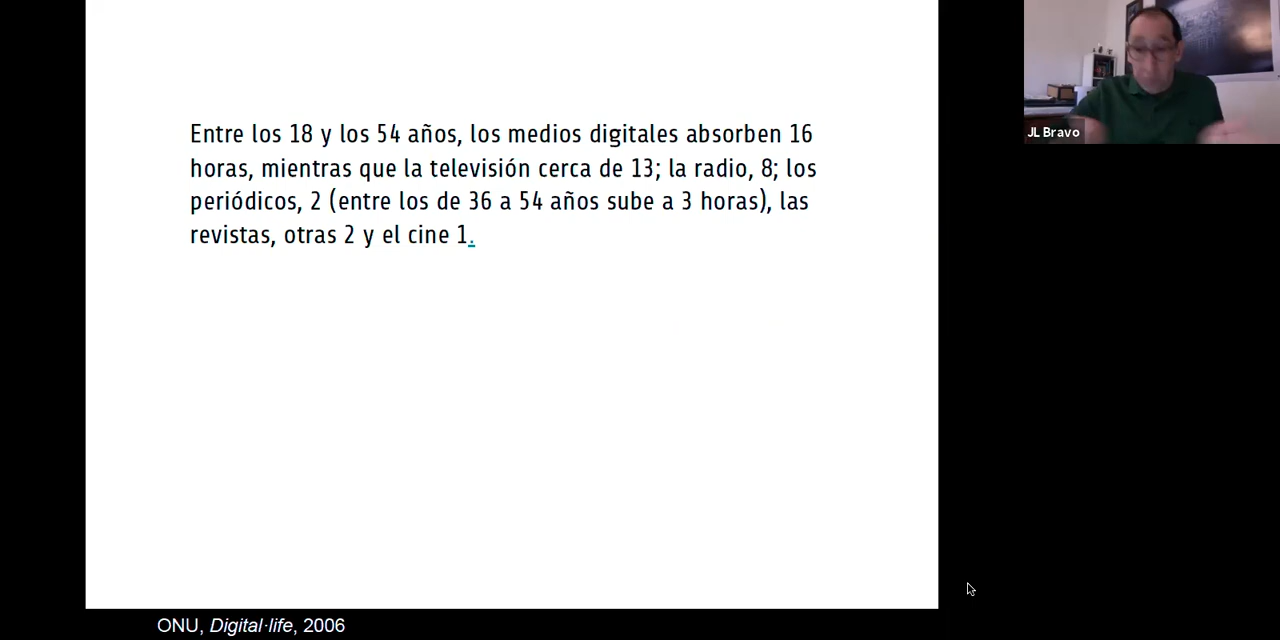 Entre los 18 y los 54 años, los medios digitales absorben 16
horas, mientras que la televisión cerca de 13; la radio, 8; los
periódicos, 2 (entre los de 36 a 54 años sube a 3 horas), las
revistas, otras 2 y el cine 1.
JL Bravo
ONU, Digital·life, 2006